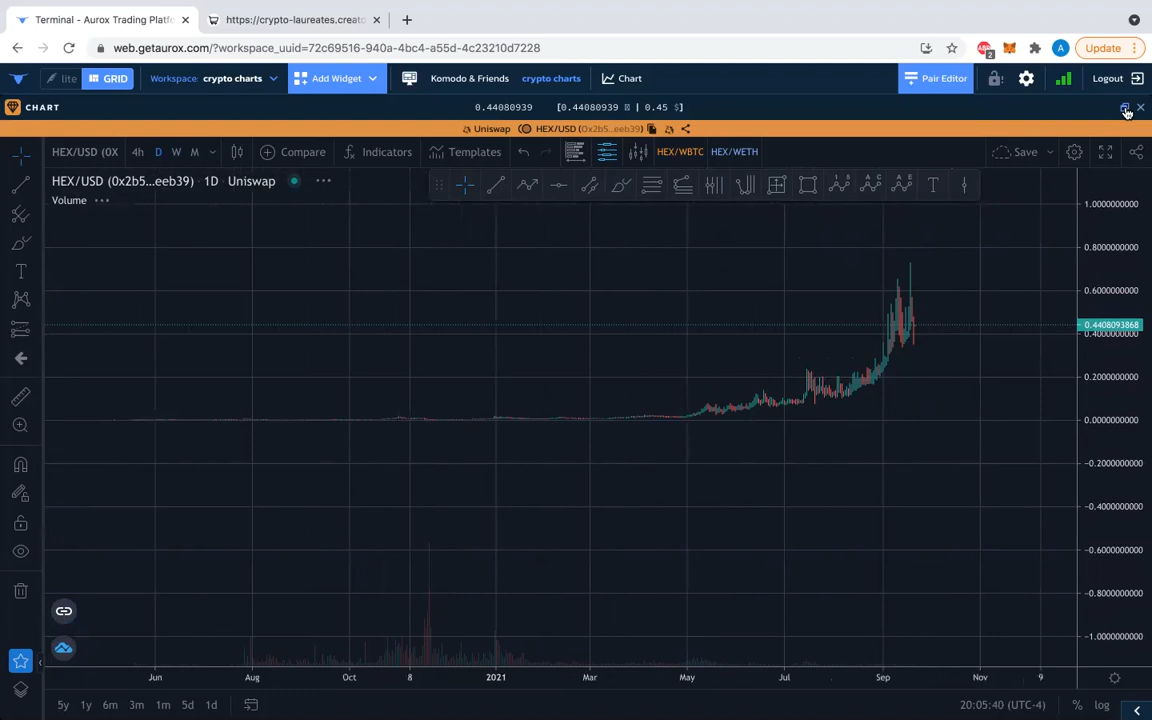 Terminal - Aurox Trading Platfo
https://crypto-laureates.creato
web.getaurox.com/?workspace_uuid=72c69516-940a-4bc4-a55d-4c23210d7228
2
A
Update
lite GRID Workspace: crypto charts Add Widget Komodo & Friends crypto charts Chart Pair Editor Logout
CHART 0.44080939 [0.44080939 | 0.45 $]
Uniswap HEX/USD (0x2b5...eeb39)
HEX/USD (0X 4h D W M Compare Indicators Templates HEX/WBTC HEX/WETH Save
HEX/USD (0x2b5...eeb39) · 1D Uniswap
Volume
1.0000000000
0.8000000000
0.6000000000
0.4408093868
0.4000000000
0.2000000000
0.0000000000
−0.2000000000
−0.4000000000
−0.6000000000
−0.8000000000
−1.0000000000
Jun Aug Oct 8 2021 Mar May Jul Sep Nov 9
5y 1y 6m 3m 1m 5d 1d 20:05:40 (UTC-4) % log